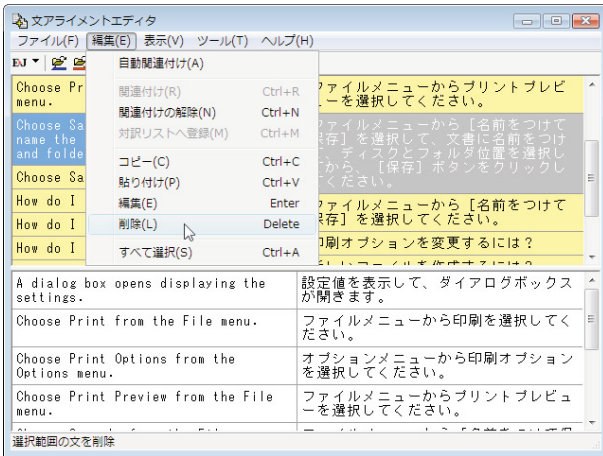 文アライメントエディタ
ファイル(F) 編集(E) 表示(V) ツール(T) ヘルプ(H)
EJ
自動関連付け(A)
関連付け(R) Ctrl+R
関連付けの解除(N) Ctrl+N
対訳リストへ登録(M) Ctrl+M
コピー(C) Ctrl+C
貼り付け(P) Ctrl+V
編集(E) Enter
削除(L) Delete
すべて選択(S) Ctrl+A
Choose Pr
menu.
ファイルメニューからプリントプレビ
ーを選択してください。
Choose Sa
name the
and folde
ファイルメニューから［名前をつけて
保存］を選択して、文書に名前をつけ
、ディスクとフォルダ位置を選択し
から、［保存］ボタンをクリックし
ください。
Choose Sa
ファイルメニューから［名前をつけて
保存］を選択してください。
How do I
How do I
印刷オプションを変更するには？
How do I
A dialog box opens displaying the
settings.
設定値を表示して、ダイアログボックス
が開きます。
Choose Print from the File menu.
ファイルメニューから印刷を選択してく
ださい。
Choose Print Options from the
Options menu.
オプションメニューから印刷オプション
を選択してください。
Choose Print Preview from the File
menu.
ファイルメニューからプリントプレビュ
ーを選択してください。
選択範囲の文を削除